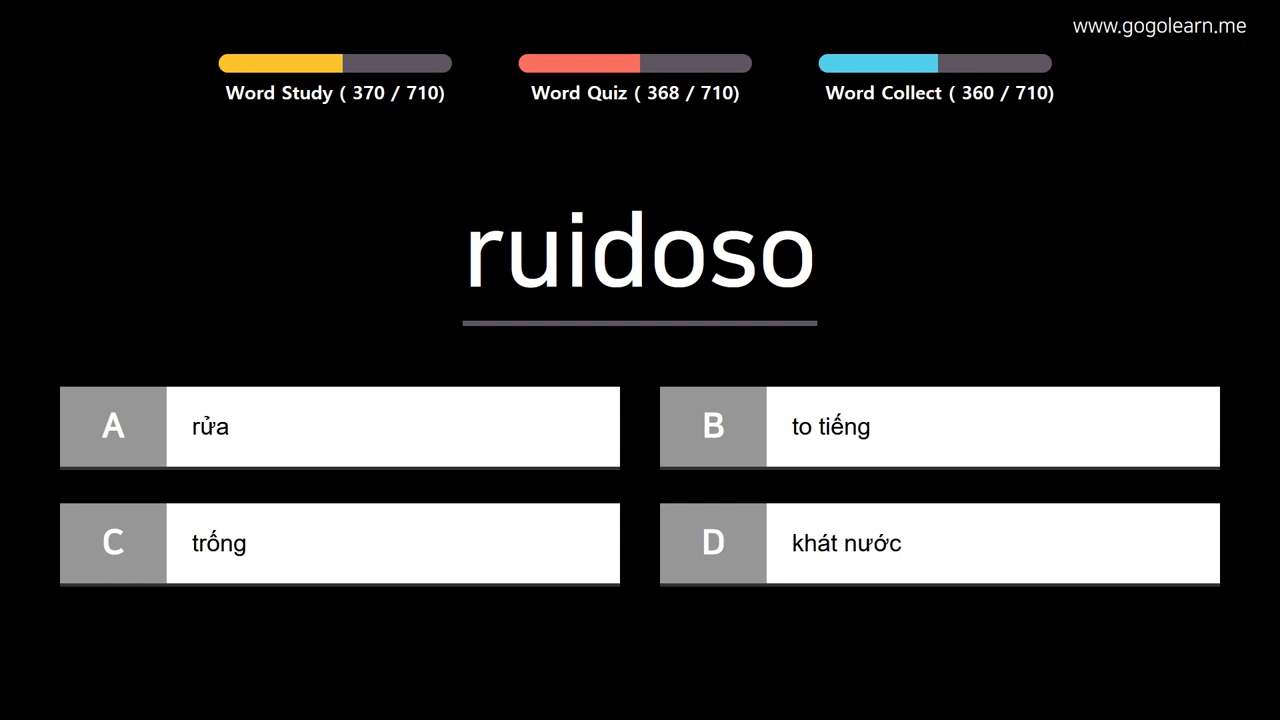 www.gogolearn.me
Word Study ( 370 / 710)
Word Quiz ( 368 / 710)
Word Collect ( 360 / 710)
ruidoso
A rửa
B to tiếng
C trống
D khát nước